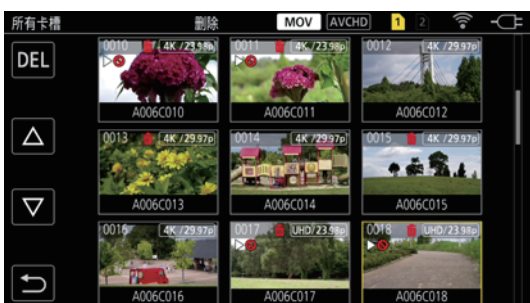 所有卡槽 删除 MOV AVCHD 1 2
DEL
0010 4K /23.98p
0011 4K /23.98p
0012 4K /29.97p
A006C010 A006C011 A006C012
0013 4K /29.97p
0014 4K /29.97p
0015 4K /29.97p
A006C013 A006C014 A006C015
0016 4K /29.97p
0017 UHD/23.98p
0018 UHD/23.98p
A006C016 A006C017 A006C018